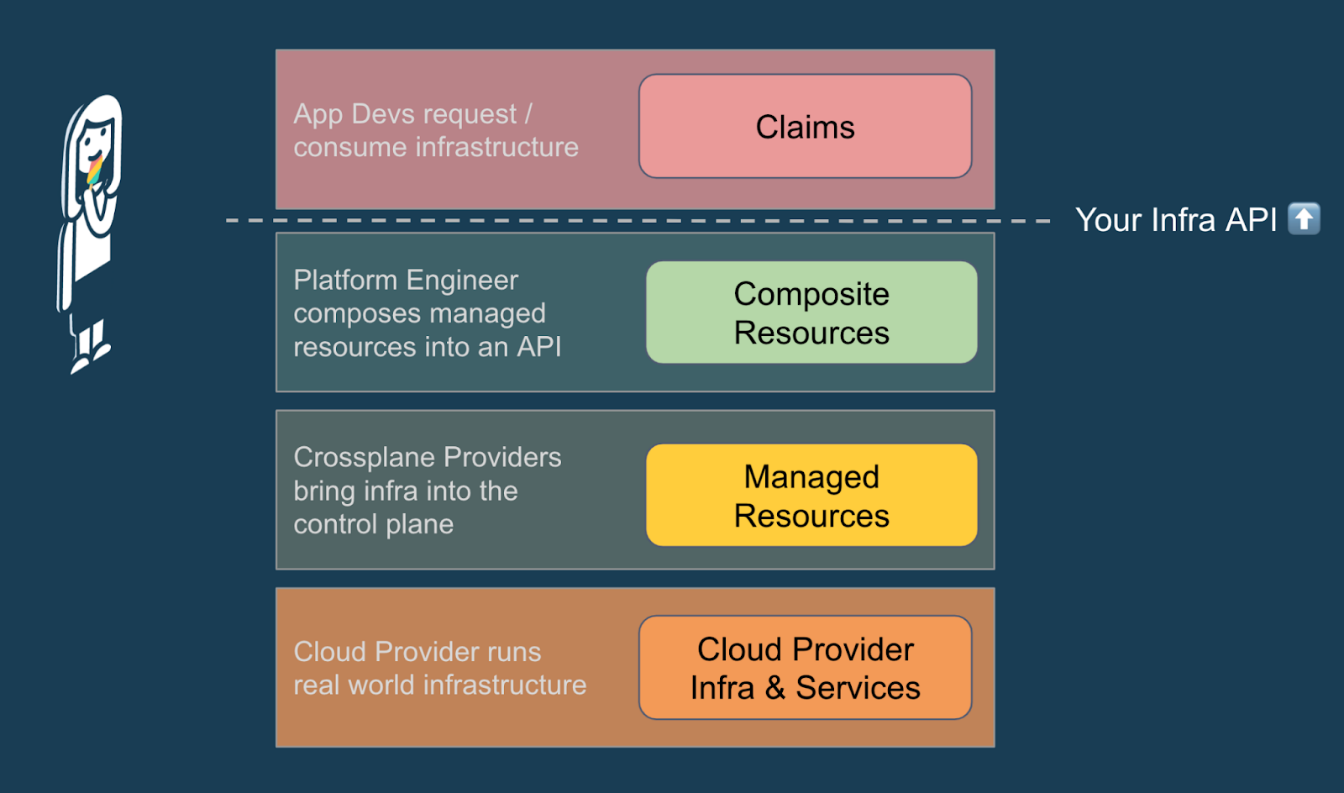 App Devs request /
consume infrastructure
Claims
Your Infra API ⬆️
Platform Engineer
composes managed
resources into an API
Composite
Resources
Crossplane Providers
bring infra into the
control plane
Managed
Resources
Cloud Provider runs
real world infrastructure
Cloud Provider
Infra & Services